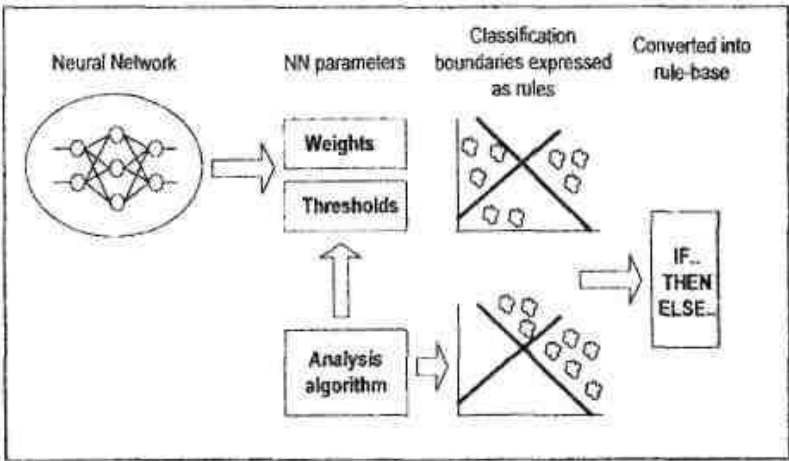 Neural Network
NN parameters
Classification
boundaries expressed
as rules
Converted into
rule-base
Weights
Thresholds
Analysis
algorithm
IF..
THEN
ELSE..